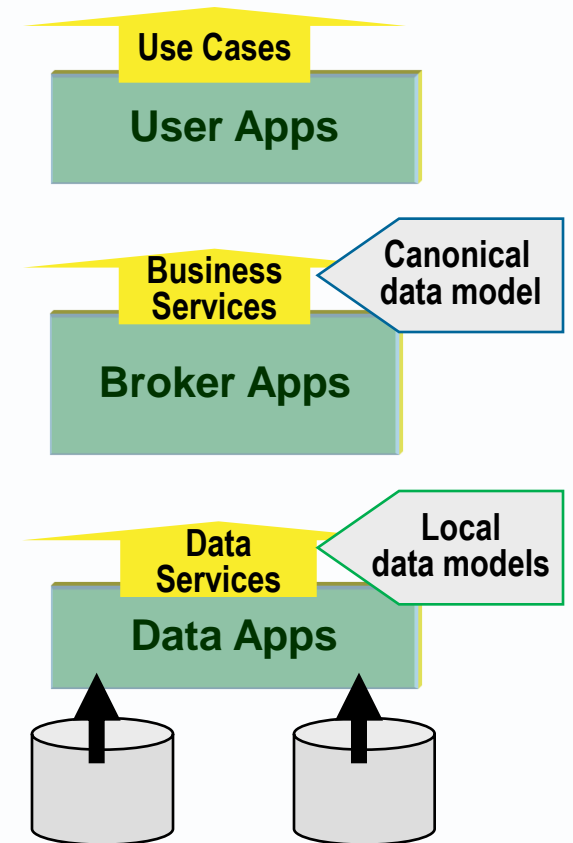 Use Cases
User Apps
Business
Services
Canonical
data model
Broker Apps
Data
Services
Local
data models
Data Apps